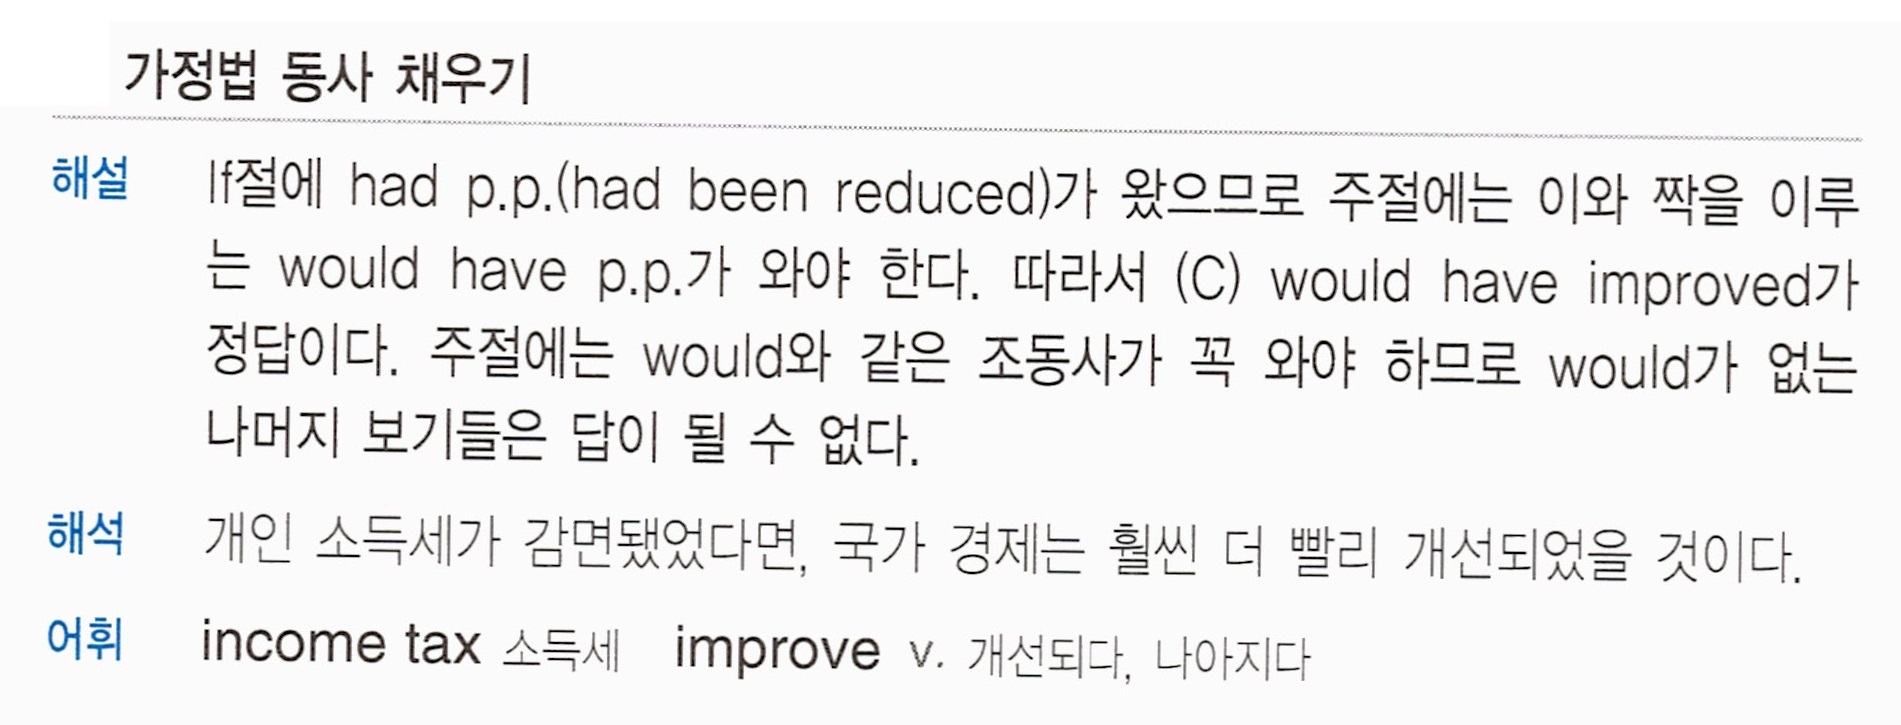 가정법 동사 채우기
해설 If절에 had p.p.(had been reduced)가 왔으므로 주절에는 이와 짝을 이루
는 would have p.p.가 와야 한다. 따라서 (C) would have improved가
정답이다. 주절에는 would와 같은 조동사가 꼭 와야 하므로 would가 없는
나머지 보기들은 답이 될 수 없다.
해석 개인 소득세가 감면됐었다면, 국가 경제는 훨씬 더 빨리 개선되었을 것이다.
어휘 income tax 소득세 improve v. 개선되다, 나아지다